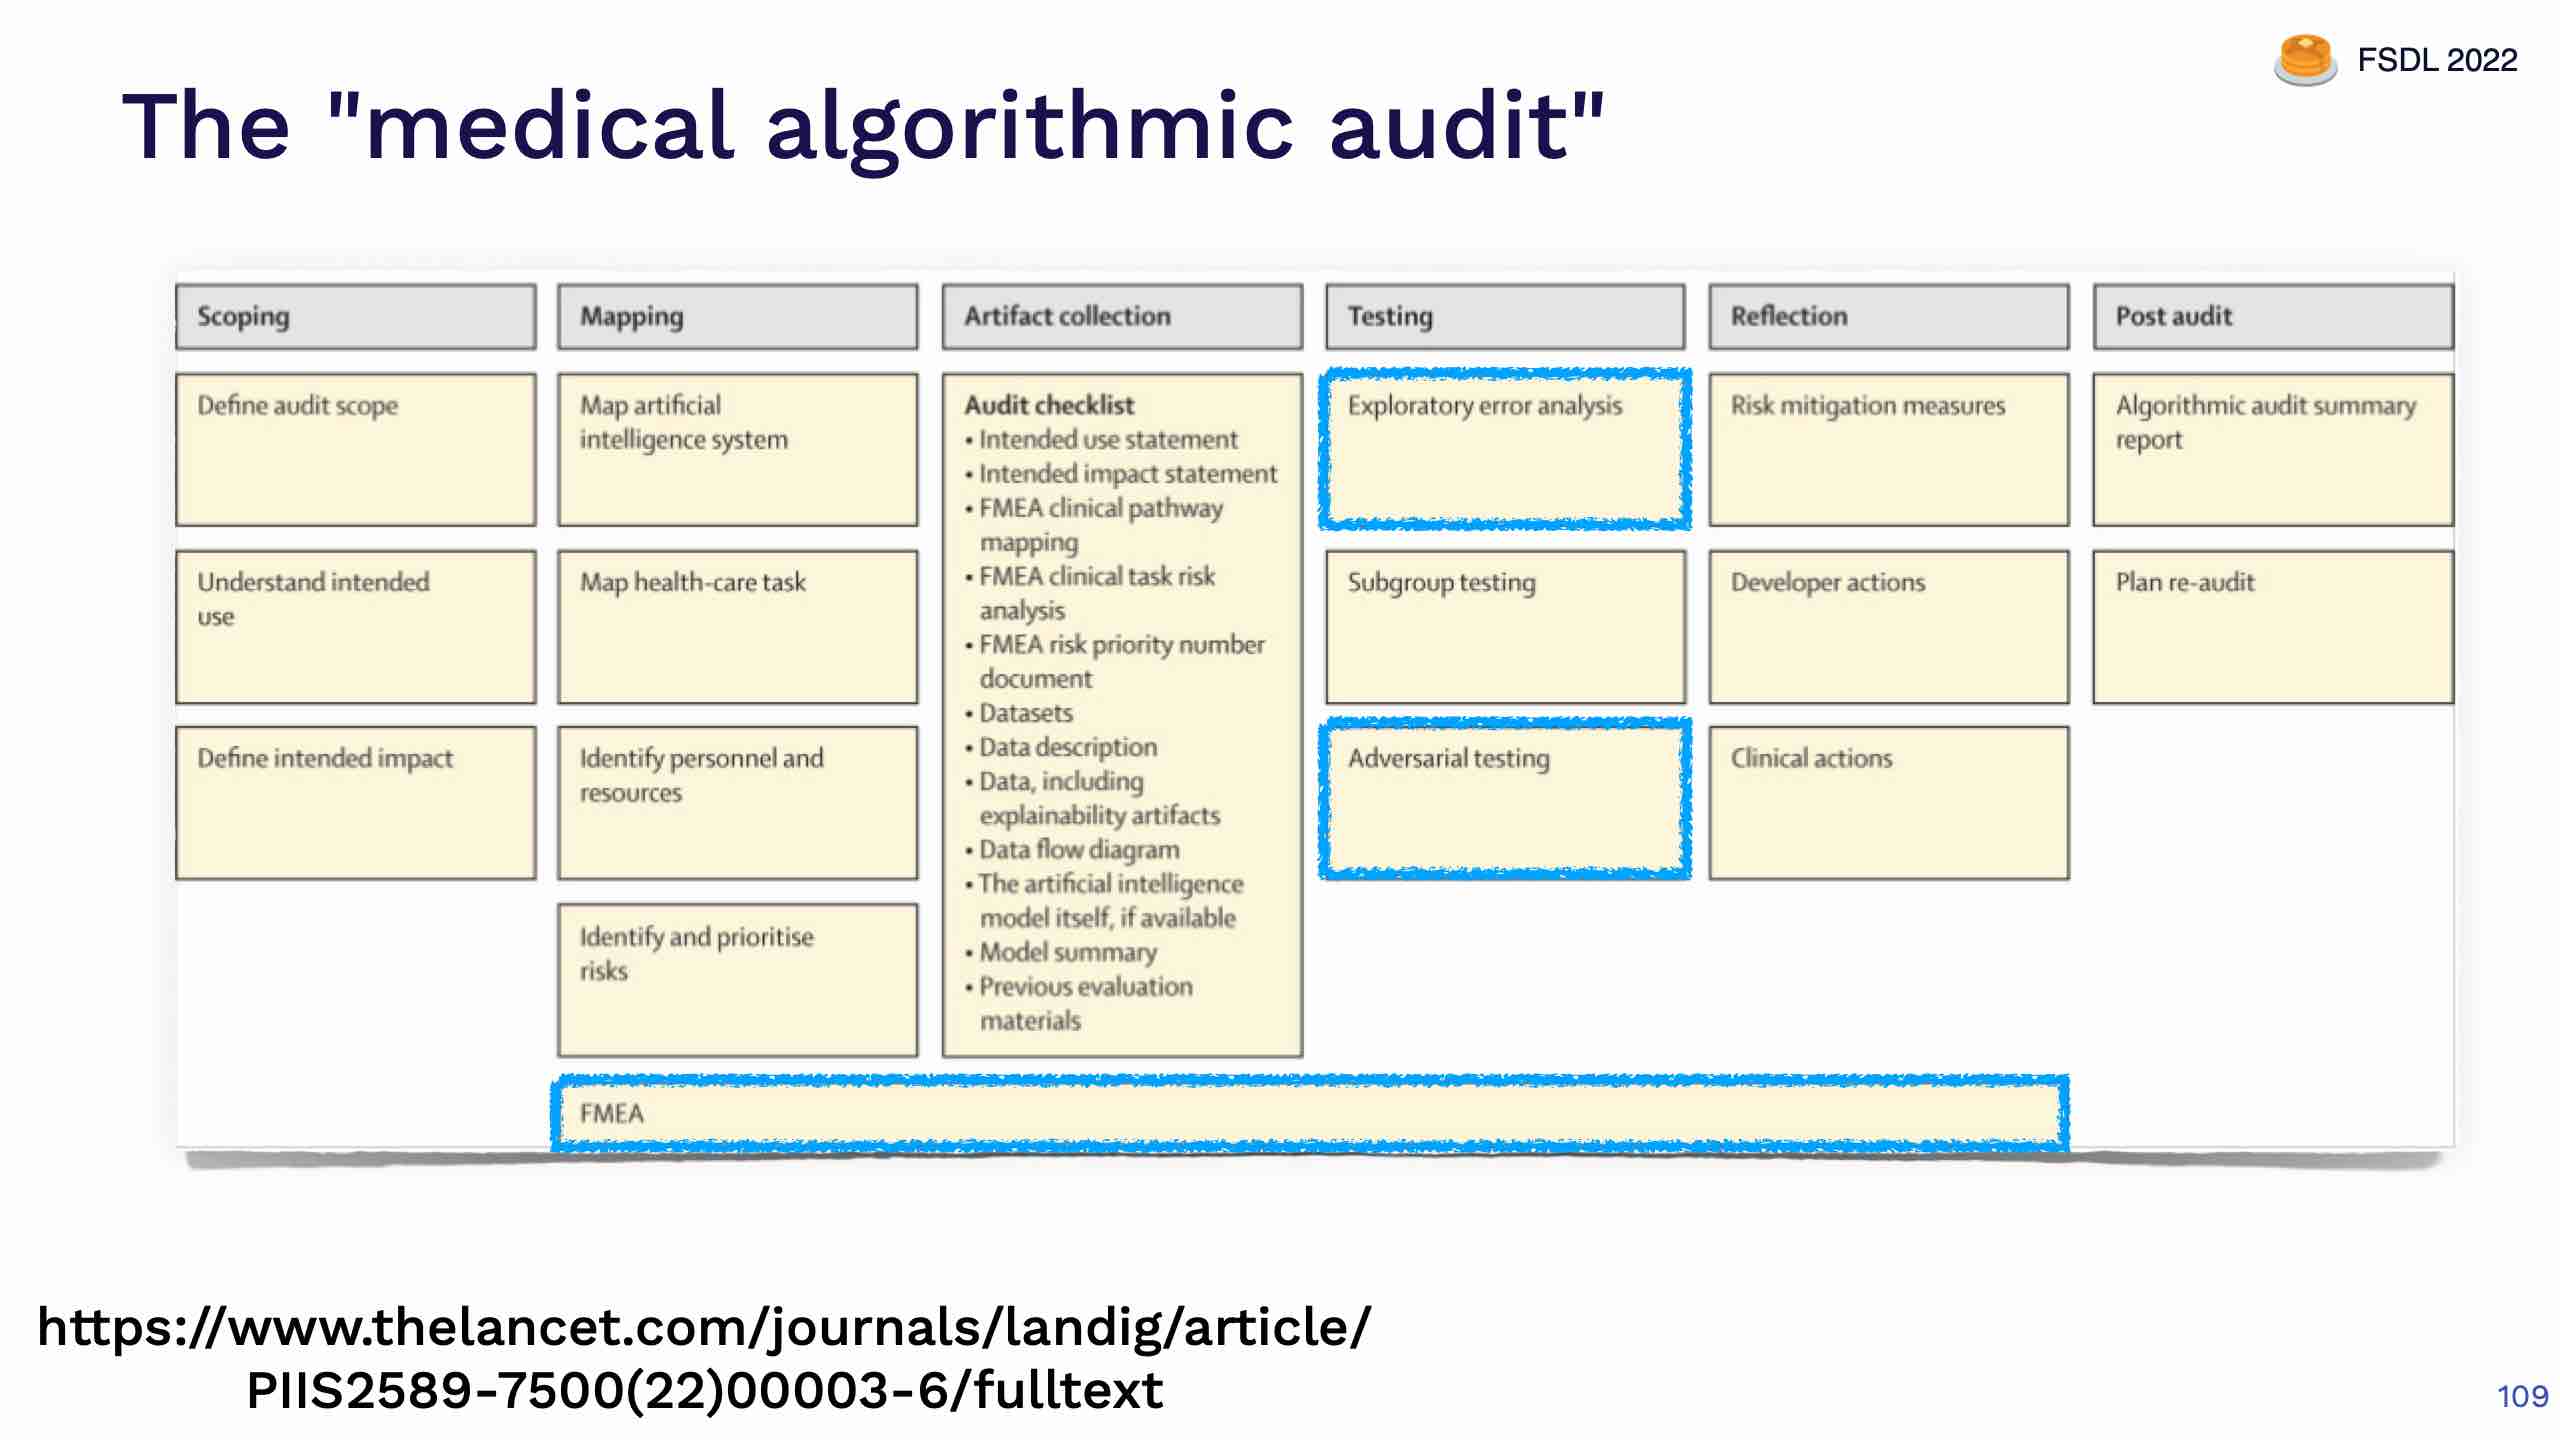 FSDL 2022
The "medical algorithmic audit"
Scoping
Define audit scope
Understand intended
use
Define intended impact
Mapping
Map artificial
intelligence system
Map health-care task
Identify personnel and
resources
Identify and prioritise
risks
Artifact collection
Audit checklist
• Intended use statement
• Intended impact statement
• FMEA clinical pathway
mapping
• FMEA clinical task risk
analysis
• FMEA risk priority number
document
• Datasets
• Data description
• Data, including
explainability artifacts
• Data flow diagram
• The artificial intelligence
model itself, if available
• Model summary
• Previous evaluation
materials
Testing
Exploratory error analysis
Subgroup testing
Adversarial testing
Reflection
Risk mitigation measures
Developer actions
Clinical actions
Post audit
Algorithmic audit summary
report
Plan re-audit
FMEA
https://www.thelancet.com/journals/landig/article/
PIIS2589-7500(22)00003-6/fulltext
109